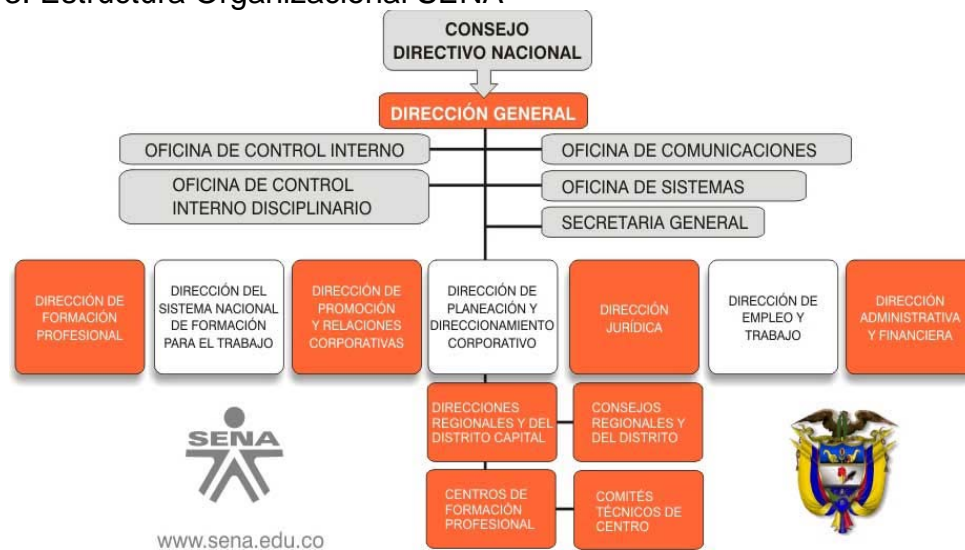 3. Estructura Organizacional SENA
CONSEJO
DIRECTIVO NACIONAL
DIRECCIÓN GENERAL
OFICINA DE CONTROL INTERNO
OFICINA DE COMUNICACIONES
OFICINA DE CONTROL
INTERNO DISCIPLINARIO
OFICINA DE SISTEMAS
SECRETARIA GENERAL
DIRECCIÓN DE
FORMACIÓN
PROFESIONAL
DIRECCIÓN DEL
SISTEMA NACIONAL
DE FORMACIÓN
PARA EL TRABAJO
DIRECCIÓN DE
PROMOCIÓN
Y RELACIONES
CORPORATIVAS
DIRECCIÓN DE
PLANEACIÓN Y
DIRECCIONAMIENTO
CORPORATIVO
DIRECCIÓN
JURÍDICA
DIRECCIÓN DE
EMPLEO Y
TRABAJO
DIRECCIÓN
ADMINISTRATIVA
Y FINANCIERA
DIRECCIONES
REGIONALES Y DEL
DISTRITO CAPITAL
CONSEJOS
REGIONALES Y
DEL DISTRITO
CENTROS DE
FORMACIÓN
PROFESIONAL
COMITÉS
TÉCNICOS DE
CENTRO
SENA
www.sena.edu.co